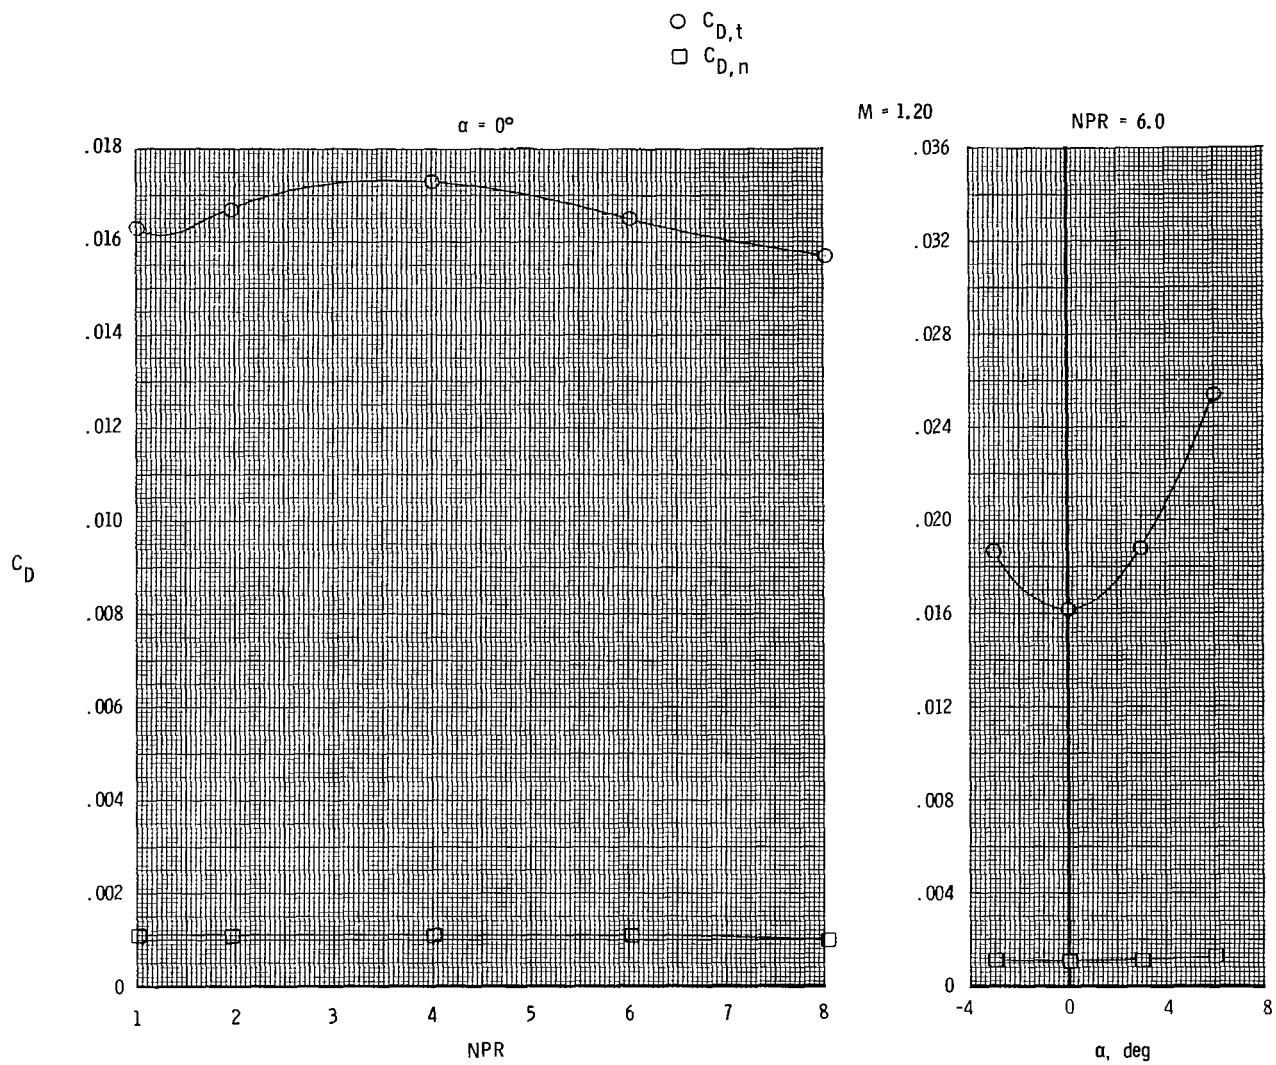 C_D,t
C_D,n
M = 1.20
α = 0°
NPR = 6.0
.018
.016
.014
.012
.010
.008
.006
.004
.002
0
C_D
1 2 3 4 5 6 7 8
NPR
.036
.032
.028
.024
.020
.016
.012
.008
.004
0
-4 0 4 8
α, deg